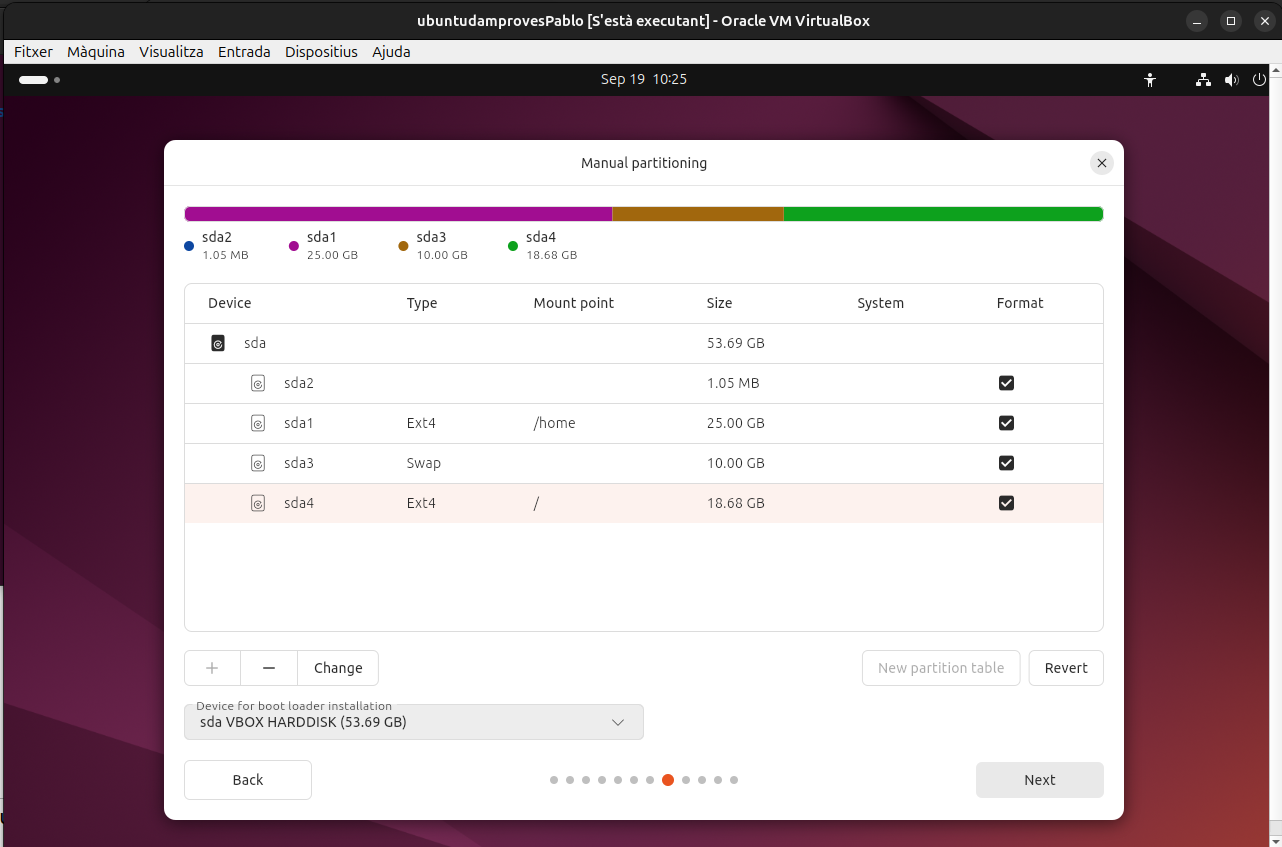 ubuntudamprovesPablo [S'està executant] - Oracle VM VirtualBox
Fitxer Màquina Visualitza Entrada Dispositius Ajuda
Sep 19 10:25
Manual partitioning
sda2 sda1 sda3 sda4
1.05 MB 25.00 GB 10.00 GB 18.68 GB
Device Type Mount point Size System Format
sda 53.69 GB
sda2 1.05 MB
sda1 Ext4 /home 25.00 GB
sda3 Swap 10.00 GB
sda4 Ext4 / 18.68 GB
+ − Change New partition table Revert
Device for boot loader installation
sda VBOX HARDDISK (53.69 GB)
Back Next